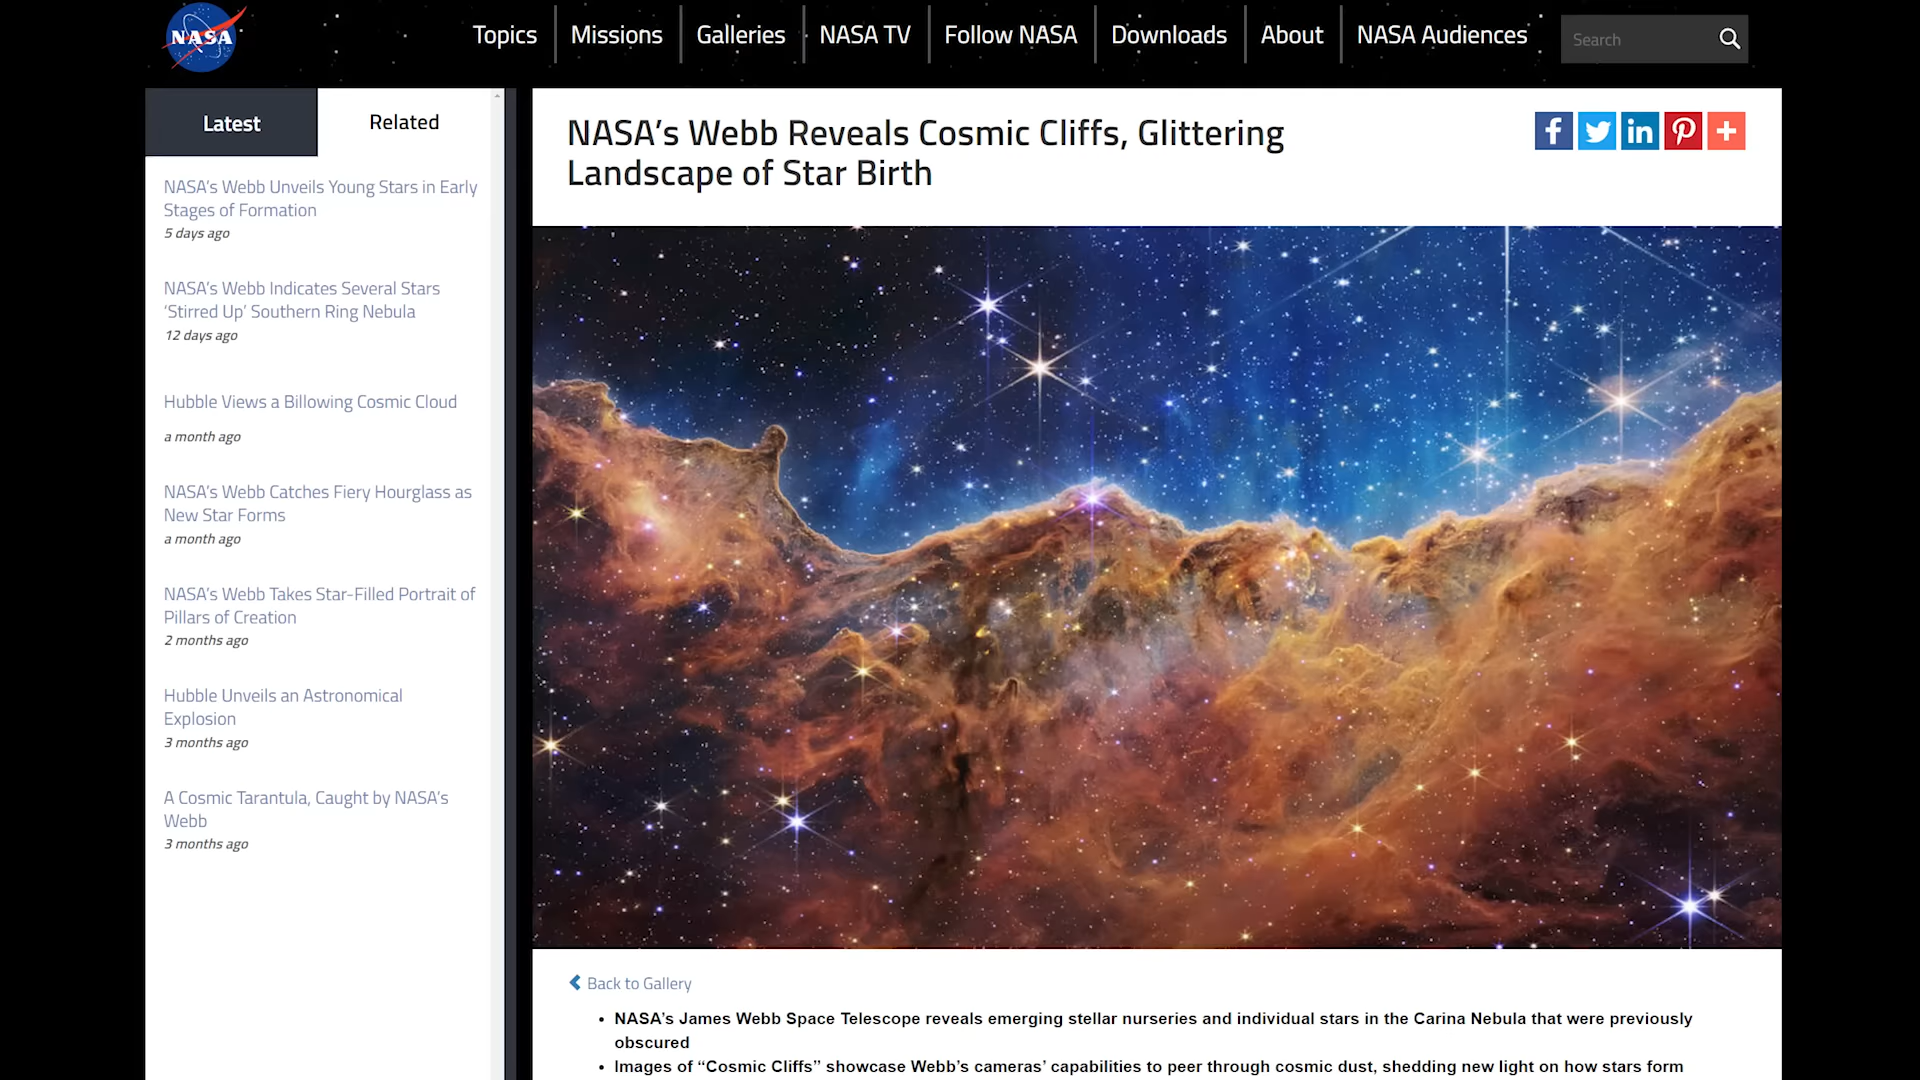 NASA
Topics
Missions
Galleries
NASA TV
Follow NASA
Downloads
About
NASA Audiences
Search
Latest
Related
NASA’s Webb Unveils Young Stars in Early
Stages of Formation
5 days ago
NASA’s Webb Indicates Several Stars
‘Stirred Up’ Southern Ring Nebula
12 days ago
Hubble Views a Billowing Cosmic Cloud
a month ago
NASA’s Webb Catches Fiery Hourglass as
New Star Forms
a month ago
NASA’s Webb Takes Star-Filled Portrait of
Pillars of Creation
2 months ago
Hubble Unveils an Astronomical
Explosion
3 months ago
A Cosmic Tarantula, Caught by NASA’s
Webb
3 months ago
NASA’s Webb Reveals Cosmic Cliffs, Glittering
Landscape of Star Birth
Back to Gallery
• NASA’s James Webb Space Telescope reveals emerging stellar nurseries and individual stars in the Carina Nebula that were previously
obscured
• Images of “Cosmic Cliffs” showcase Webb’s cameras’ capabilities to peer through cosmic dust, shedding new light on how stars form